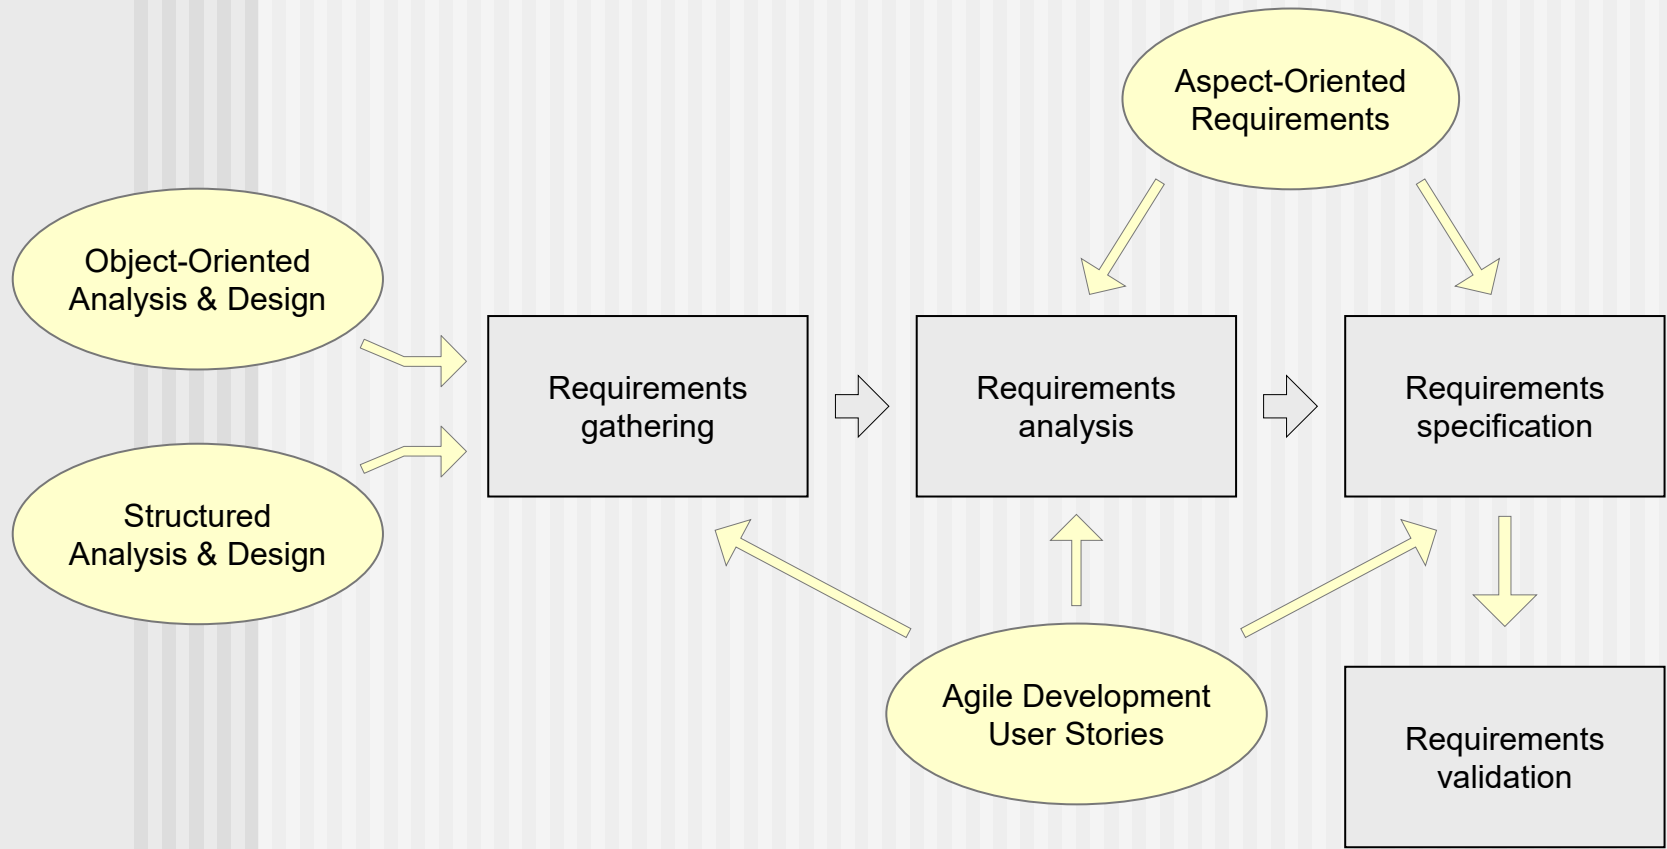 Aspect-Oriented
Requirements
Object-Oriented
Analysis & Design
Requirements
gathering
Requirements
analysis
Requirements
specification
Structured
Analysis & Design
Agile Development
User Stories
Requirements
validation